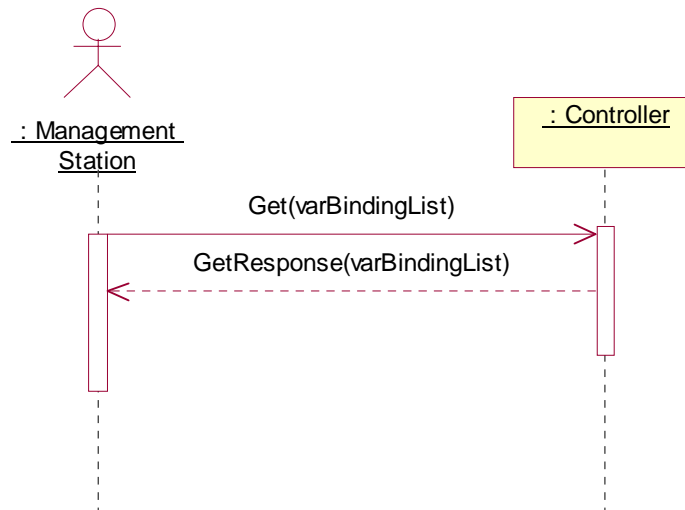 : Management
Station
: Controller
Get(varBindingList)
GetResponse(varBindingList)